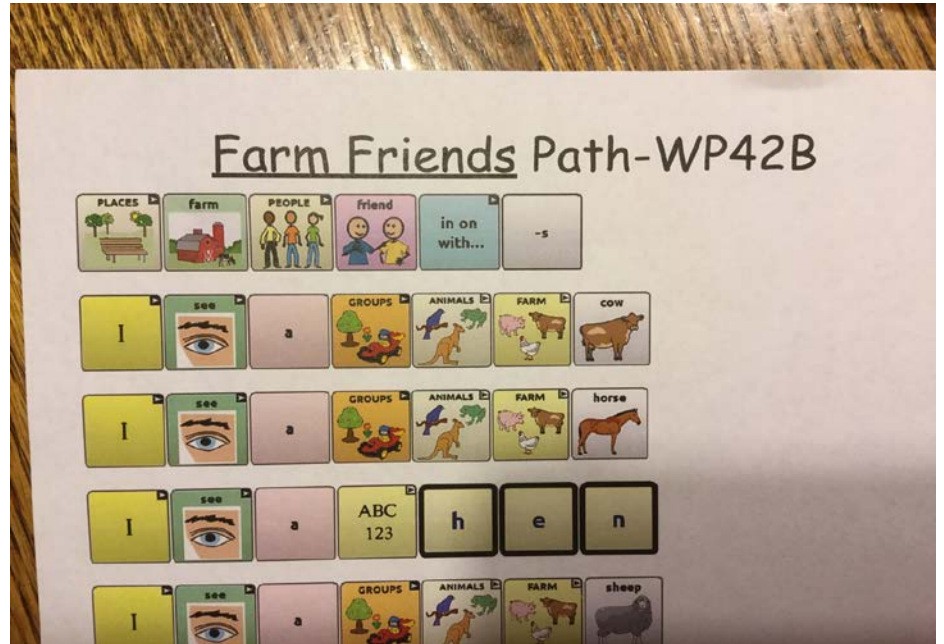 Farm Friends Path-WP42B
PLACES farm PEOPLE friend in on with... -s
I see a GROUPS ANIMALS FARM cow
I see a GROUPS ANIMALS FARM horse
I see a ABC 123 h e n
I see a GROUPS ANIMALS FARM sheep